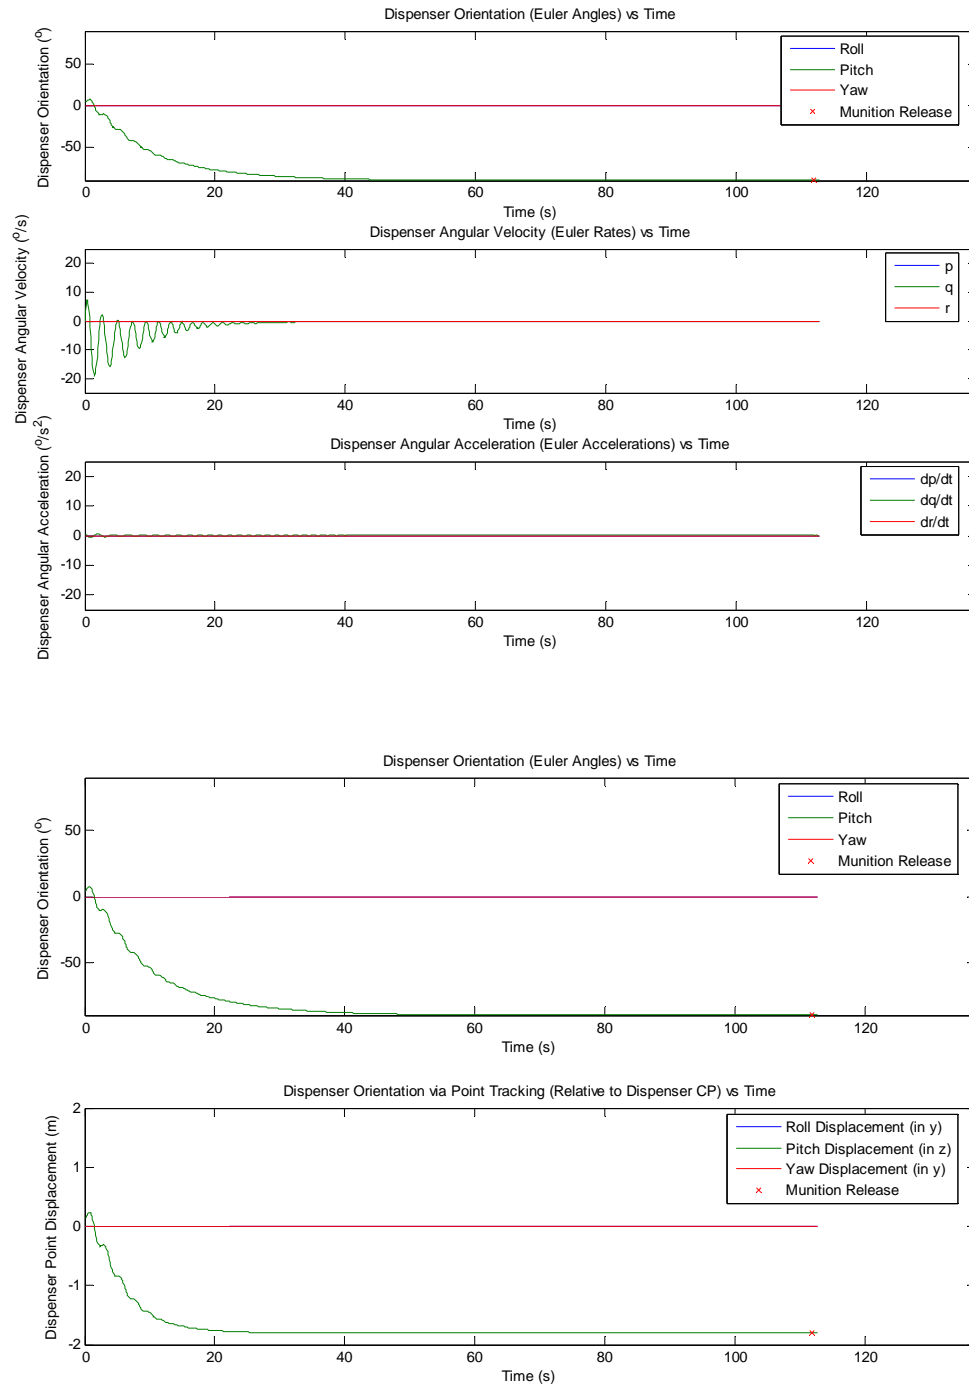 Dispenser Orientation (Euler Angles) vs Time
Dispenser Orientation (º)
50
0
-50
0
20
40
60
80
100
120
Roll
Pitch
Yaw
Munition Release
Time (s)
Dispenser Angular Velocity (Euler Rates) vs Time
Dispenser Angular Velocity (º/s)
20
10
0
-10
-20
0
20
40
60
80
100
120
p
q
r
Time (s)
Dispenser Angular Acceleration (Euler Accelerations) vs Time
Dispenser Angular Acceleration (º/s²)
20
10
0
-10
-20
0
20
40
60
80
100
120
dp/dt
dq/dt
dr/dt
Time (s)
Dispenser Orientation (Euler Angles) vs Time
Dispenser Orientation (º)
50
0
-50
0
20
40
60
80
100
120
Roll
Pitch
Yaw
Munition Release
Time (s)
Dispenser Orientation via Point Tracking (Relative to Dispenser CP) vs Time
Dispenser Point Displacement (m)
2
1
0
-1
-2
0
20
40
60
80
100
120
Roll Displacement (in y)
Pitch Displacement (in z)
Yaw Displacement (in y)
Munition Release
Time (s)